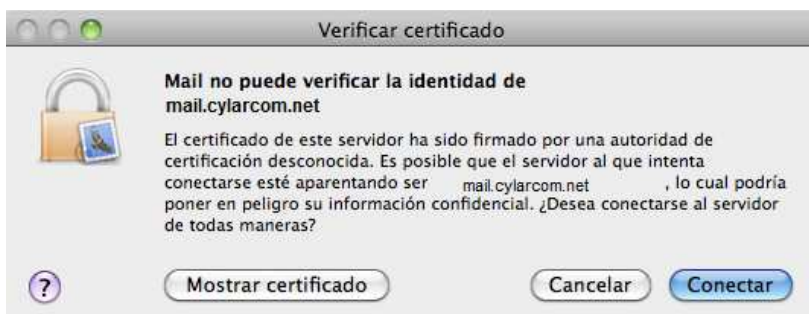 Verificar certificado
Mail no puede verificar la identidad de
mail.cylarcom.net
El certificado de este servidor ha sido firmado por una autoridad de
certificación desconocida. Es posible que el servidor al que intenta
conectarse esté aparentando ser mail.cylarcom.net , lo cual podría
poner en peligro su información confidencial. ¿Desea conectarse al servidor
de todas maneras?
? Mostrar certificado Cancelar Conectar